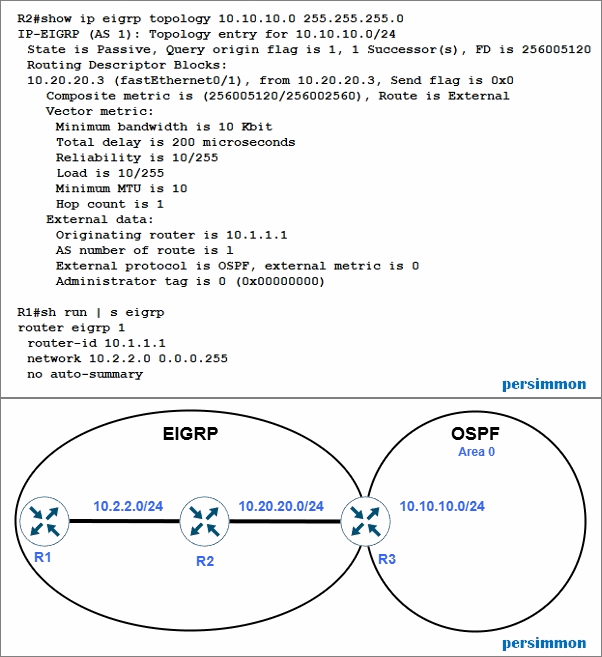 R2#show ip eigrp topology 10.10.10.0 255.255.255.0
IP-EIGRP (AS 1): Topology entry for 10.10.10.0/24
State is Passive, Query origin flag is 1, 1 Successor(s), FD is 256005120
Routing Descriptor Blocks:
10.20.20.3 (fastEthernet0/1), from 10.20.20.3, Send flag is 0x0
Composite metric is (256005120/256002560), Route is External
Vector metric:
Minimum bandwidth is 10 Kbit
Total delay is 200 microseconds
Reliability is 10/255
Load is 10/255
Minimum MTU is 10
Hop count is 1
External data:
Originating router is 10.1.1.1
AS number of route is l
External protocol is OSPF, external metric is 0
Administrator tag is 0 (0x00000000)
R1#sh run | s eigrp
router eigrp 1
router-id 10.1.1.1
network 10.2.2.0 0.0.0.255
no auto-summary
persimmon
EIGRP
OSPF
Area 0
10.2.2.0/24
10.20.20.0/24
10.10.10.0/24
R1
R2
R3
persimmon